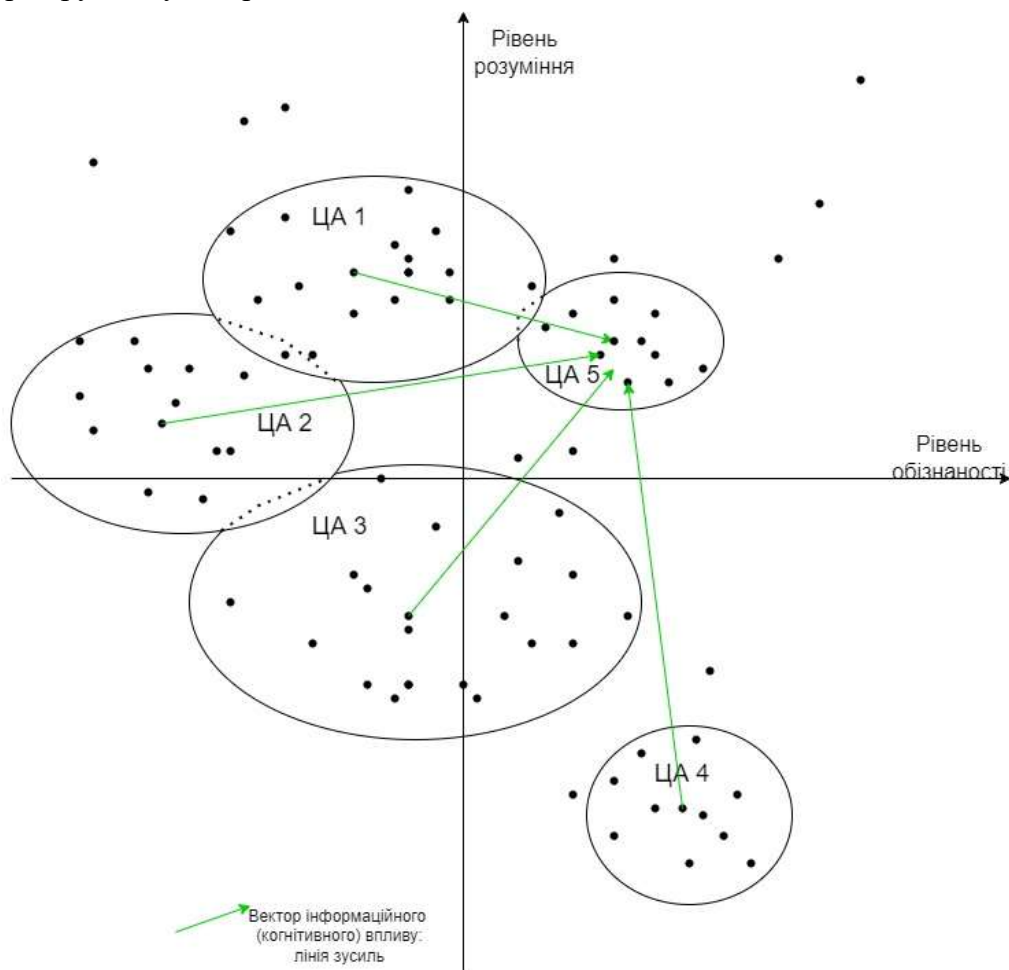 Рівень
розуміння
ЦА 1
ЦА 5
ЦА 2
Рівень
обізнаності
ЦА 3
ЦА 4
Вектор інформаційного
(когнітивного) впливу:
лінія зусиль